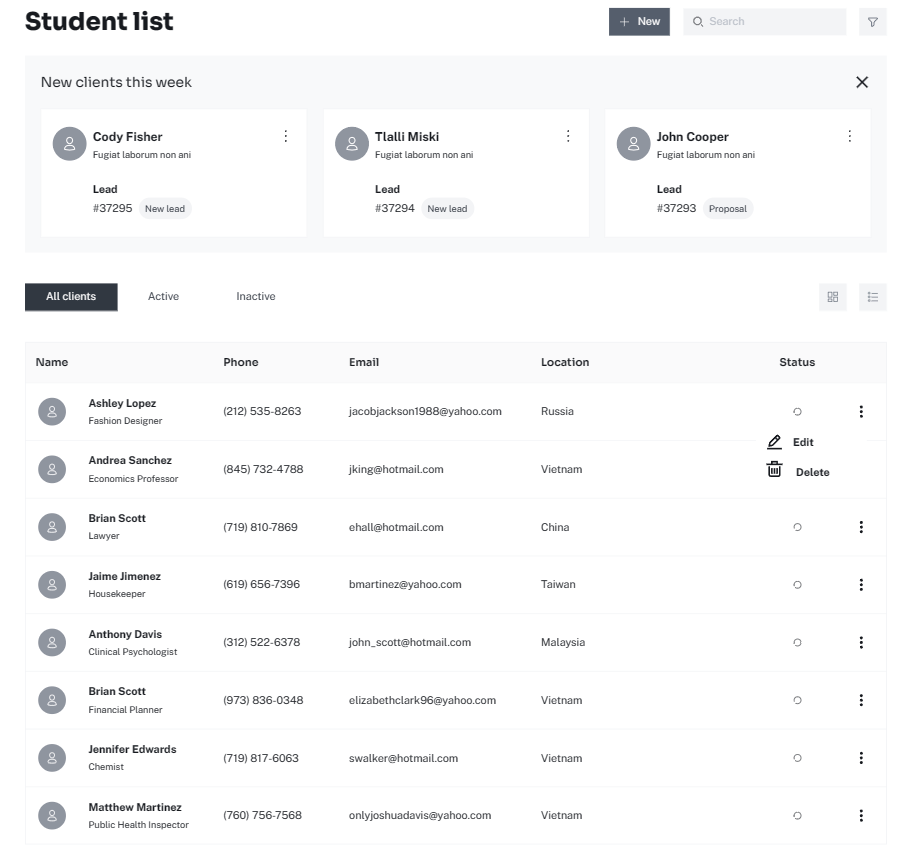 Student list
New
Search
New clients this week
Cody Fisher
Fugiat laborum non ani
Lead
#37295 New lead
Tlalli Miski
Fugiat laborum non ani
Lead
#37294 New lead
John Cooper
Fugiat laborum non ani
Lead
#37293 Proposal
All clients Active Inactive
Name Phone Email Location Status
Ashley Lopez
Fashion Designer
(212) 535-8263 jacobjackson1988@yahoo.com Russia
Edit
Delete
Andrea Sanchez
Economics Professor
(845) 732-4788 jking@hotmail.com Vietnam
Brian Scott
Lawyer
(719) 810-7869 ehall@hotmail.com China
Jaime Jimenez
Housekeeper
(619) 656-7396 bmartinez@yahoo.com Taiwan
Anthony Davis
Clinical Psychologist
(312) 522-6378 john_scott@hotmail.com Malaysia
Brian Scott
Financial Planner
(973) 836-0348 elizabethclark96@yahoo.com Vietnam
Jennifer Edwards
Chemist
(719) 817-6063 swalker@hotmail.com Vietnam
Matthew Martinez
Public Health Inspector
(760) 756-7568 onlyjoshuadavis@yahoo.com Vietnam